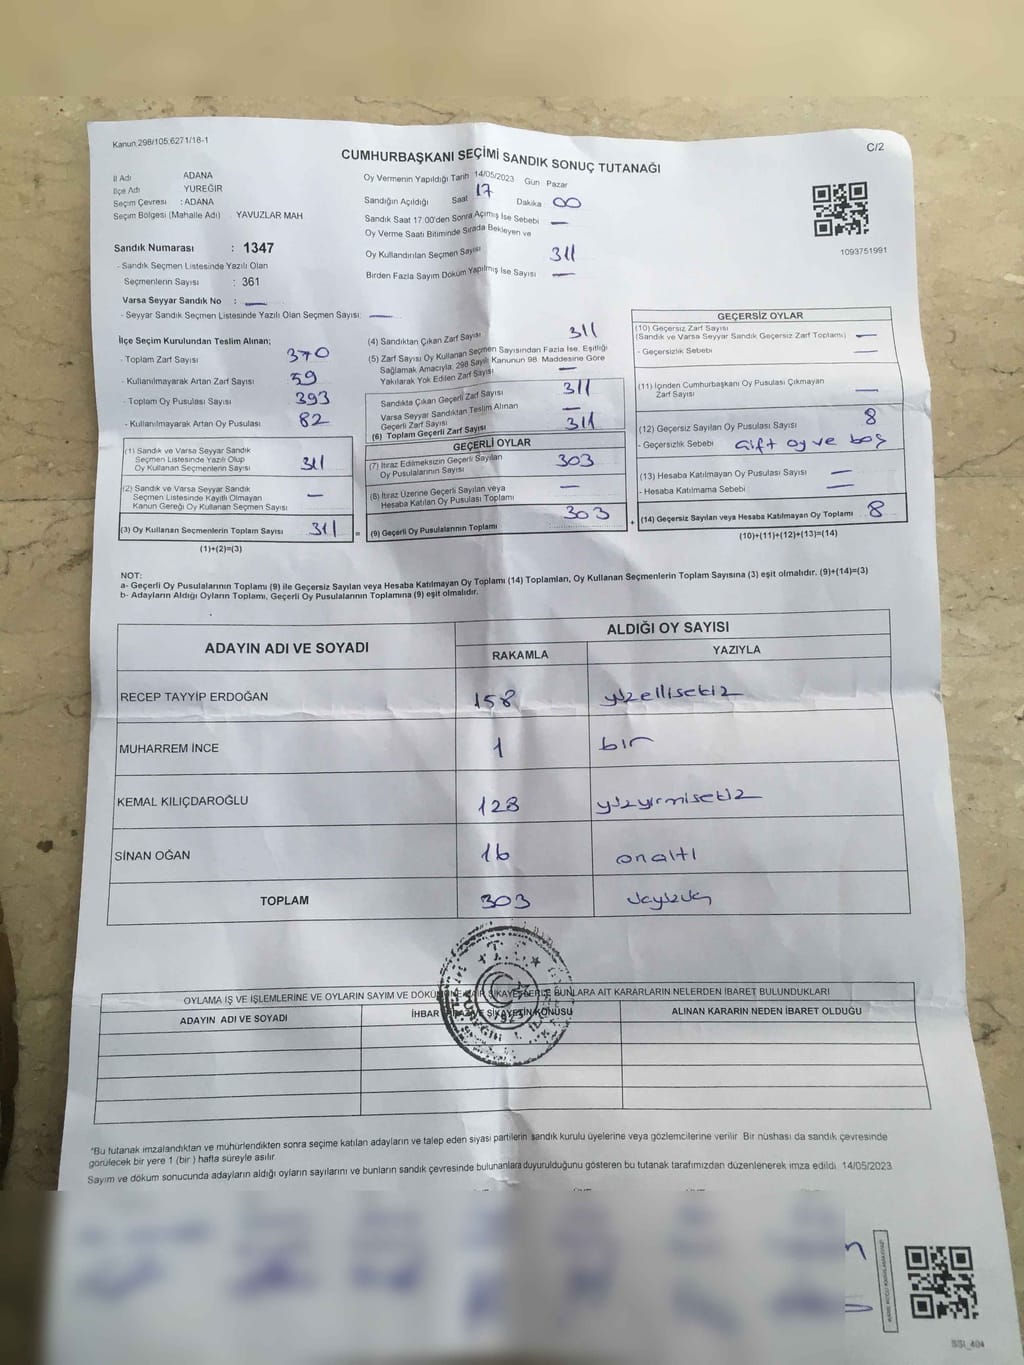 Kanun:298/105;6271/16-1
C/2
CUMHURBAŞKANI SEÇİMİ SANDIK SONUÇ TUTANAĞI
İl Adı ADANA
İlçe Adı YÜREĞİR
Seçim Çevresi : ADANA
Seçim Bölgesi (Mahalle Adı) YAVUZLAR MAH
Sandık Numarası : 1347
- Sandık Seçmen Listesinde Yazılı Olan
Seçmenlerin Sayısı : 361
Varsa Seyyar Sandık No : —
- Seyyar Sandık Seçmen Listesinde Yazılı Olan Seçmen Sayısı: —
Oy Vermenin Yapıldığı Tarih 14/05/2023 Gün Pazar
Sandığın Açıldığı Saat 17 Dakika 00
Sandık Saat 17:00'den Sonra Açılmış İse Sebebi —
Oy Verme Saati Bitiminde Sırada Bekleyen ve
Oy Kullandırılan Seçmen Sayısı 311
Birden Fazla Sayım Döküm Yapılmış İse Sayısı —
1093751991
İlçe Seçim Kurulundan Teslim Alınan;
- Toplam Zarf Sayısı 370
- Kullanılmayarak Artan Zarf Sayısı 59
- Toplam Oy Pusulası Sayısı 393
- Kullanılmayarak Artan Oy Pusulası 82
(1) Sandık ve Varsa Seyyar Sandık
Seçmen Listesinde Yazılı Olup
Oy Kullanan Seçmenlerin Sayısı 311
(2) Sandık ve Varsa Seyyar Sandık
Seçmen Listesinde Kayıtlı Olmayan
Kanun Gereği Oy Kullanan Seçmen Sayısı —
(3) Oy Kullanan Seçmenlerin Toplam Sayısı 311 =
(1)+(2)=(3)
(4) Sandıktan Çıkan Zarf Sayısı 311
(5) Zarf Sayısı Oy Kullanan Seçmen Sayısından Fazla İse, Eşitliği
Sağlamak Amacıyla; 298 Sayılı Kanunun 98. Maddesine Göre
Yakılarak Yok Edilen Zarf Sayısı —
Sandıkta Çıkan Geçerli Zarf Sayısı 311
Varsa Seyyar Sandıktan Teslim Alınan
Geçerli Zarf Sayısı —
(6) Toplam Geçerli Zarf Sayısı 311
GEÇERLİ OYLAR
(7) İtiraz Edilmeksizin Geçerli Sayılan
Oy Pusulalarının Sayısı 303
(8) İtiraz Üzerine Geçerli Sayılan veya
Hesaba Katılan Oy Pusulası Toplamı —
(9) Geçerli Oy Pusulalarının Toplamı 303 +
GEÇERSİZ OYLAR
(10) Geçersiz Zarf Sayısı
(Sandık ve Varsa Seyyar Sandık Geçersiz Zarf Toplamı) —
- Geçersizlik Sebebi —
(11) İçinden Cumhurbaşkanı Oy Pusulası Çıkmayan
Zarf Sayısı —
(12) Geçersiz Sayılan Oy Pusulası Sayısı 8
- Geçersizlik Sebebi Çift oy ve boş
(13) Hesaba Katılmayan Oy Pusulası Sayısı —
- Hesaba Katılmama Sebebi —
(14) Geçersiz Sayılan veya Hesaba Katılmayan Oy Toplamı 8
(10)+(11)+(12)+(13)=(14)
NOT:
a- Geçerli Oy Pusulalarının Toplamı (9) ile Geçersiz Sayılan veya Hesaba Katılmayan Oy Toplamı (14) Toplamları, Oy Kullanan Seçmenlerin Toplam Sayısına (3) eşit olmalıdır. (9)+(14)=(3)
b- Adayların Aldığı Oyların Toplamı, Geçerli Oy Pusulalarının Toplamına (9) eşit olmalıdır.
ADAYIN ADI VE SOYADI
ALDIĞI OY SAYISI
RAKAMLA YAZIYLA
RECEP TAYYİP ERDOĞAN 158 yüzellisekiz
MUHARREM İNCE 1 bir
KEMAL KILIÇDAROĞLU 128 yüzyirmisekiz
SİNAN OĞAN 16 onaltı
TOPLAM 303 üçyüzüç
OYLAMA İŞ VE İŞLEMLERİNE VE OYLARIN SAYIM VE DÖKÜMÜNE DAİR ŞİKAYETLERLE BUNLARA AİT KARARLARIN NELERDEN İBARET BULUNDUKLARI
ADAYIN ADI VE SOYADI
İHBAR VE ŞİKAYETİN KONUSU
ALINAN KARARIN NEDEN İBARET OLDUĞU
"Bu tutanak imzalandıktan ve mühürlendikten sonra seçime katılan adayların ve talep eden siyasi partilerin sandık kurulu üyelerine veya gözlemcilerine verilir. Bir nüshası da sandık çevresinde
görülecek bir yere 1 (bir) hafta süreyle asılır.
Sayım ve döküm sonucunda adayların aldığı oyların sayılarını ve bunların sandık çevresinde bulunanlara duyurulduğunu gösteren bu tutanak tarafımızdan düzenlenerek imza edildi. 14/05/2023